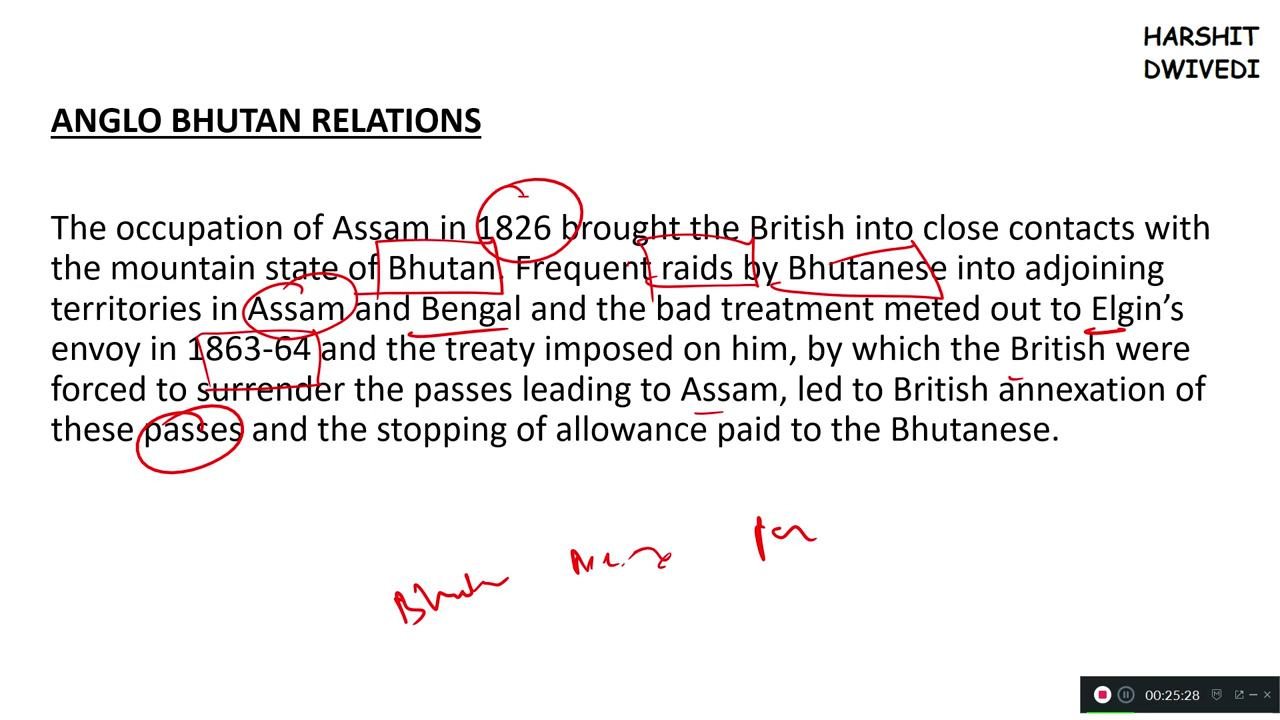 HARSHIT
DWIVEDI
ANGLO BHUTAN RELATIONS
The occupation of Assam in 1826 brought the British into close contacts with
the mountain state of Bhutan. Frequent raids by Bhutanese into adjoining
territories in Assam and Bengal and the bad treatment meted out to Elgin's
envoy in 1863-64 and the treaty imposed on him, by which the British were
forced to surrender the passes leading to Assam, led to British annexation of
these passes and the stopping of allowance paid to the Bhutanese.
00:25:28